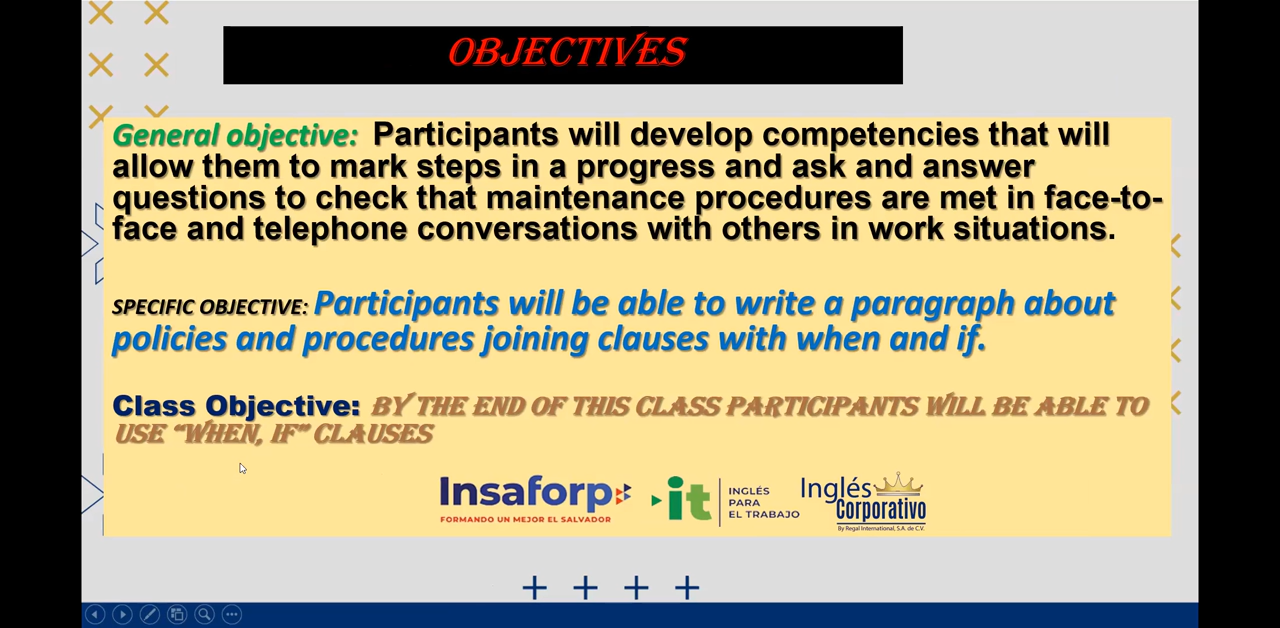 OBJECTIVES
General objective: Participants will develop competencies that will
allow them to mark steps in a progress and ask and answer
questions to check that maintenance procedures are met in face-to-
face and telephone conversations with others in work situations.
SPECIFIC OBJECTIVE: Participants will be able to write a paragraph about
policies and procedures joining clauses with when and if.
Class Objective: BY THE END OF THIS CLASS PARTICIPANTS WILL BE ABLE TO
USE “WHEN, IF” CLAUSES
Insaforp
FORMANDO UN MEJOR EL SALVADOR
it
INGLÉS
PARA
EL TRABAJO
Inglés
Corporativo
By Regal International, S.A. de C.V.